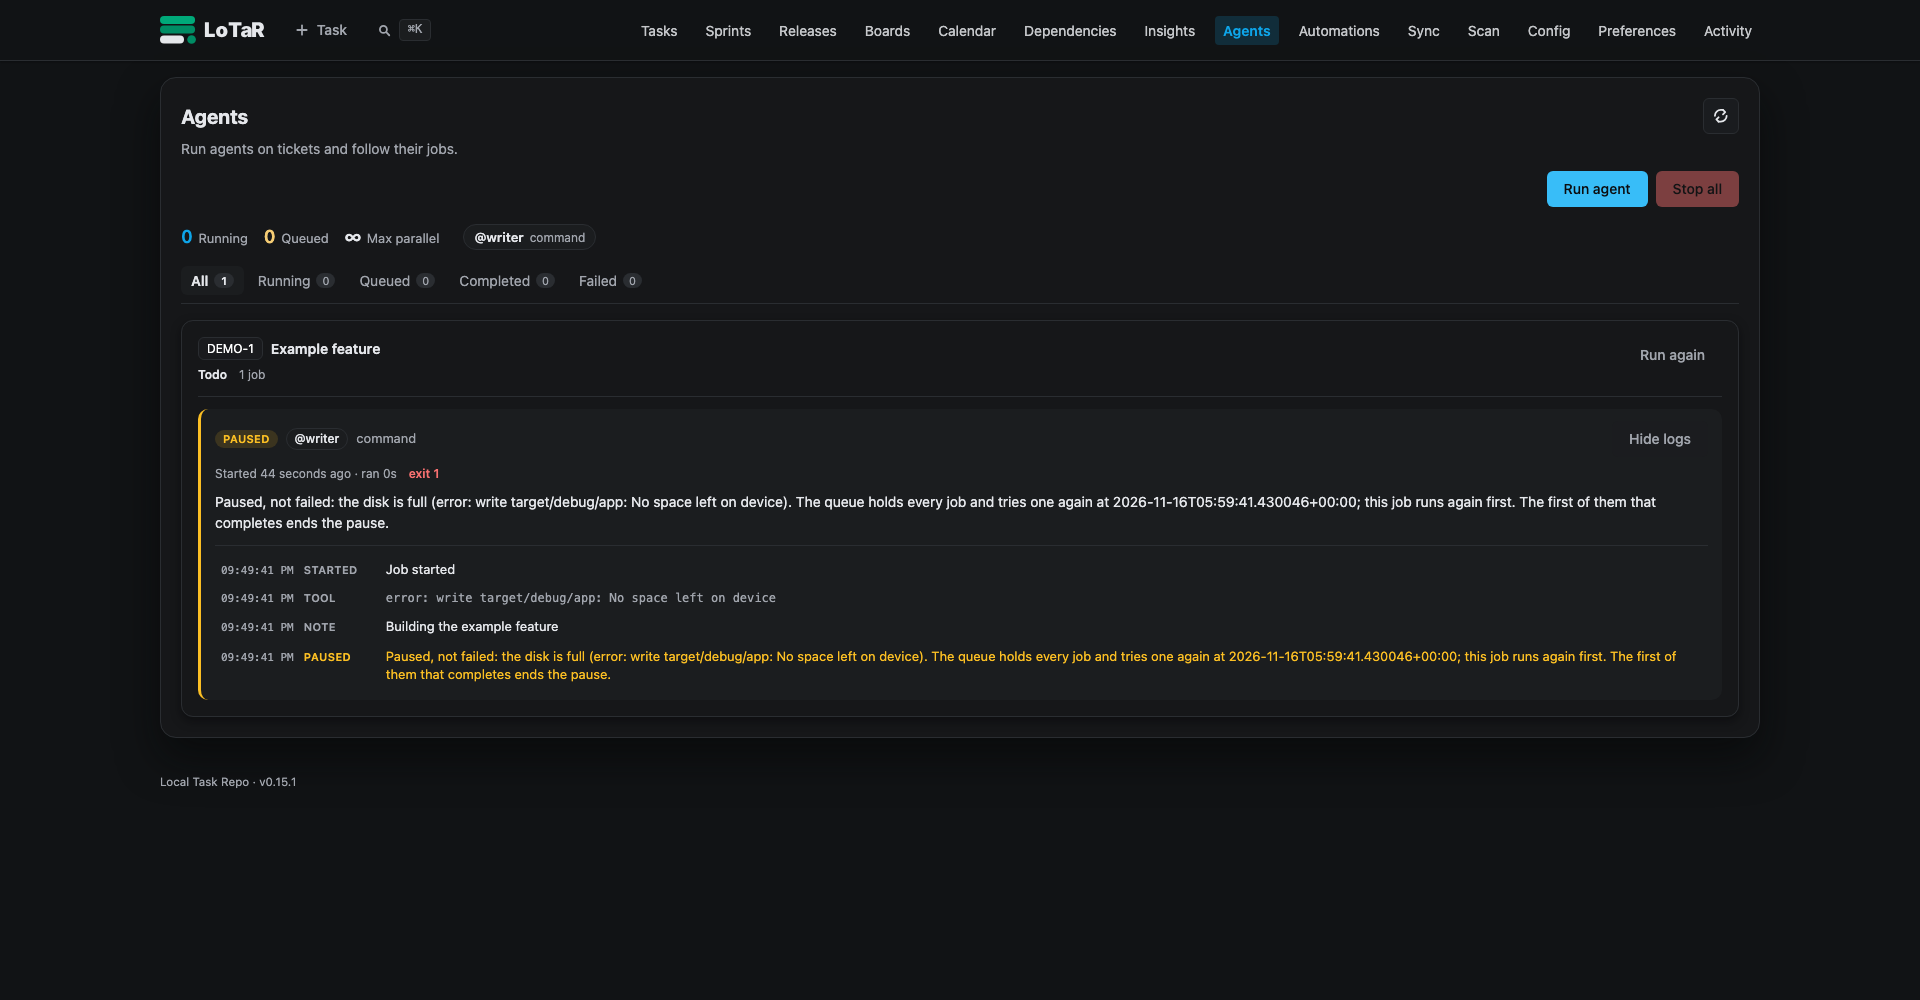 LoTaR
+ Task
⌘K
Tasks Sprints Releases Boards Calendar Dependencies Insights Agents Automations Sync Scan Config Preferences Activity
Agents
Run agents on tickets and follow their jobs.
Run agent Stop all
0 Running 0 Queued ∞ Max parallel @writer command
All 1 Running 0 Queued 0 Completed 0 Failed 0
DEMO-1 Example feature
Run again
Todo 1 job
PAUSED @writer command
Hide logs
Started 44 seconds ago · ran 0s exit 1
Paused, not failed: the disk is full (error: write target/debug/app: No space left on device). The queue holds every job and tries one again at 2026-11-16T05:59:41.430046+00:00; this job runs again first. The first of them that
completes ends the pause.
09:49:41 PM STARTED Job started
09:49:41 PM TOOL error: write target/debug/app: No space left on device
09:49:41 PM NOTE Building the example feature
09:49:41 PM PAUSED Paused, not failed: the disk is full (error: write target/debug/app: No space left on device). The queue holds every job and tries one again at 2026-11-16T05:59:41.430046+00:00; this job runs again first. The first of
them that completes ends the pause.
Local Task Repo · v0.15.1